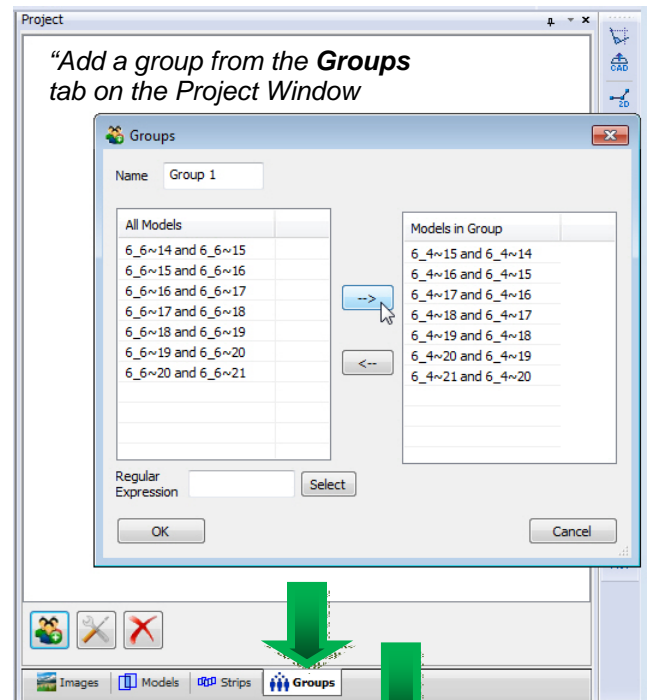 Project
“Add a group from the Groups
tab on the Project Window
CAD
2D
Groups
Name Group 1
All Models
6_6~14 and 6_6~15
6_6~15 and 6_6~16
6_6~16 and 6_6~17
6_6~17 and 6_6~18
6_6~18 and 6_6~19
6_6~19 and 6_6~20
6_6~20 and 6_6~21
-->
<--
Models in Group
6_4~15 and 6_4~14
6_4~16 and 6_4~15
6_4~17 and 6_4~16
6_4~18 and 6_4~17
6_4~19 and 6_4~18
6_4~20 and 6_4~19
6_4~21 and 6_4~20
Regular
Expression
Select
OK
Cancel
Images Models Strips Groups